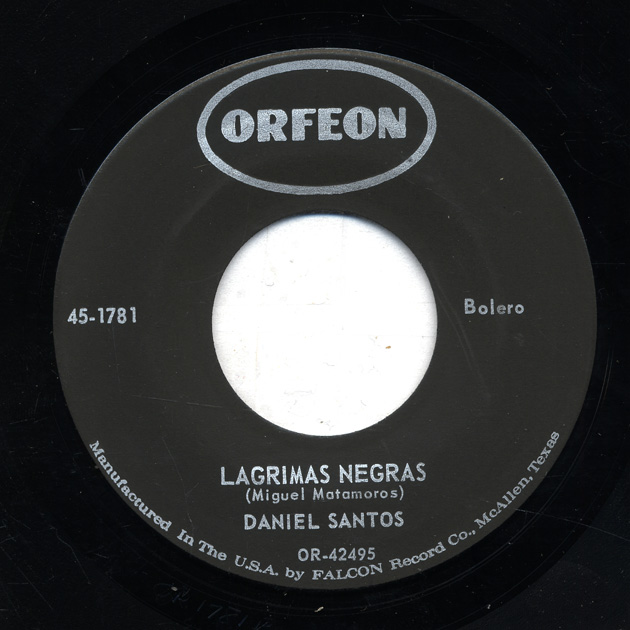 ORFEON
45-1781
Bolero
LAGRIMAS NEGRAS
(Miguel Matamoros)
DANIEL SANTOS
OR-42495
Manufactured In The U.S.A. by FALCON Record Co., McAllen, Texas